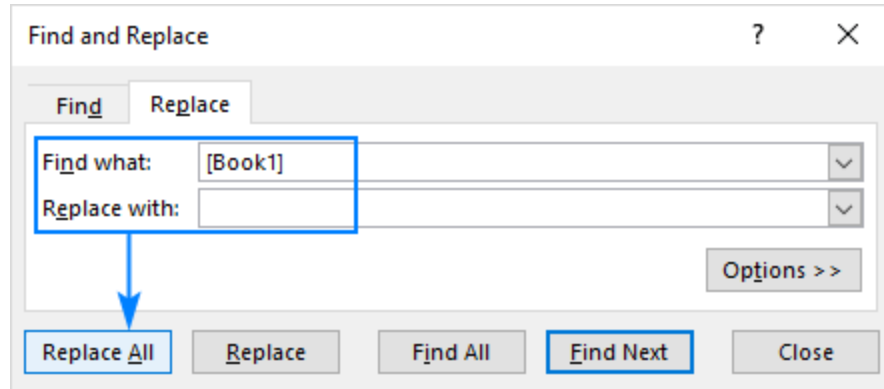 Find and Replace ?
Find Replace
Find what: [Book1]
Replace with:
Options >>
Replace All Replace Find All Find Next Close